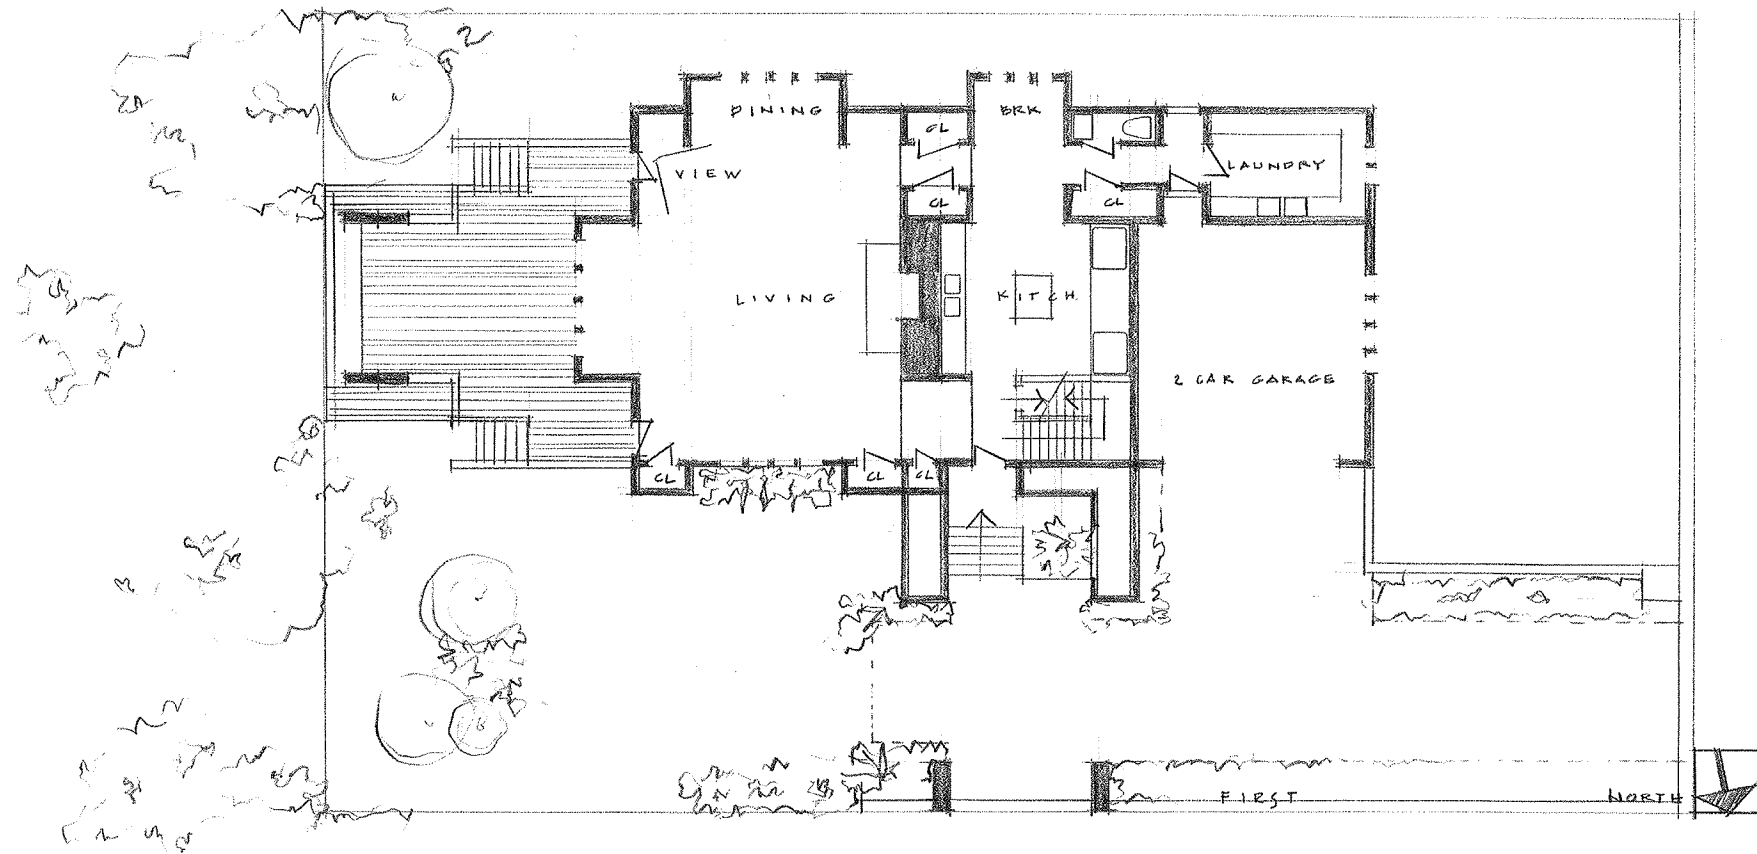 DINING
BRK
CL
VIEW
LAUNDRY
CL
CL
LIVING
KITCH.
2 CAR GARAGE
CL
CL
CL
FIRST
NORTH